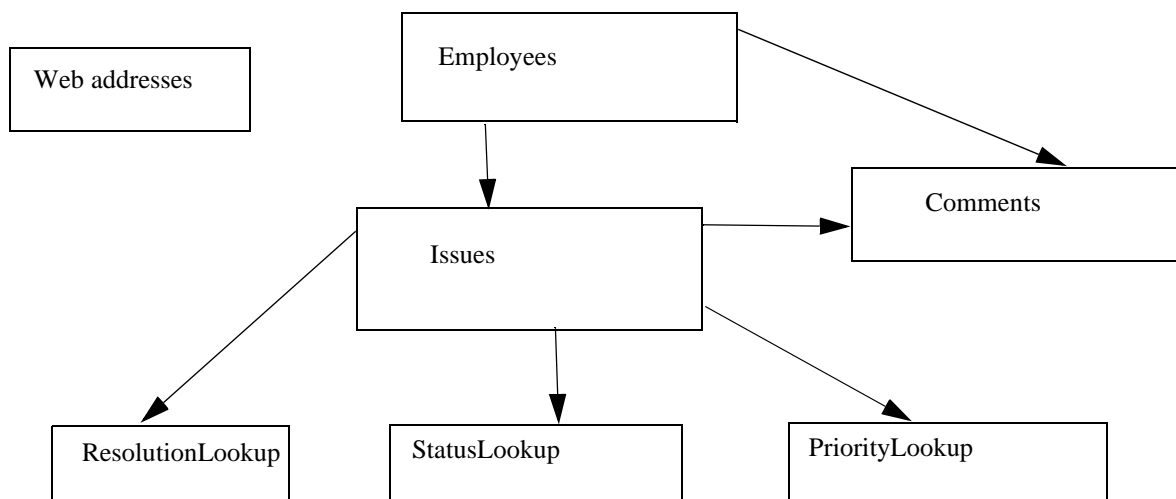 Employees
Web addresses
Comments
Issues
ResolutionLookup
StatusLookup
PriorityLookup